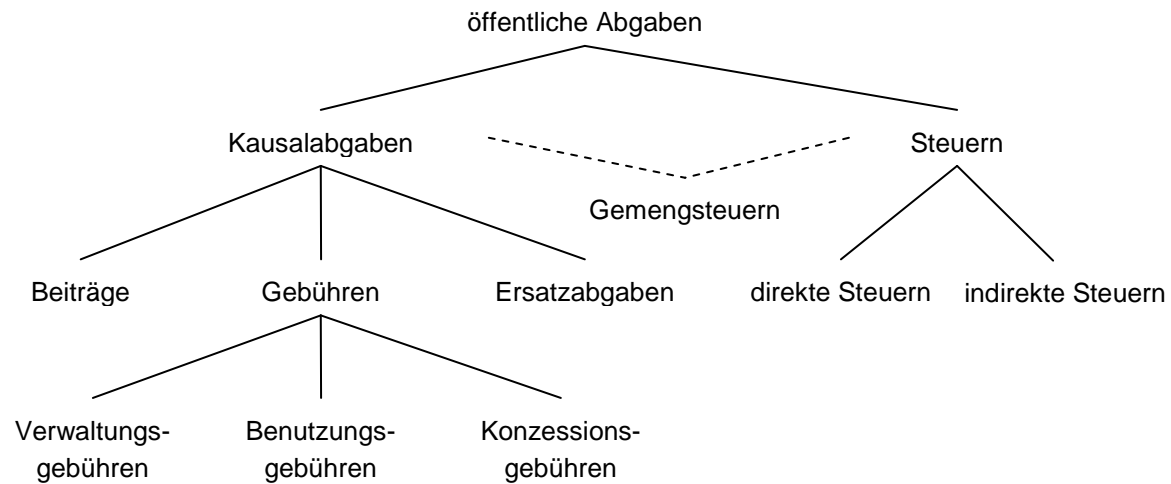 öffentliche Abgaben
Kausalabgaben
Steuern
Gemengsteuern
Beiträge
Gebühren
Ersatzabgaben
direkte Steuern
indirekte Steuern
Verwaltungs-
gebühren
Benutzungs-
gebühren
Konzessions-
gebühren